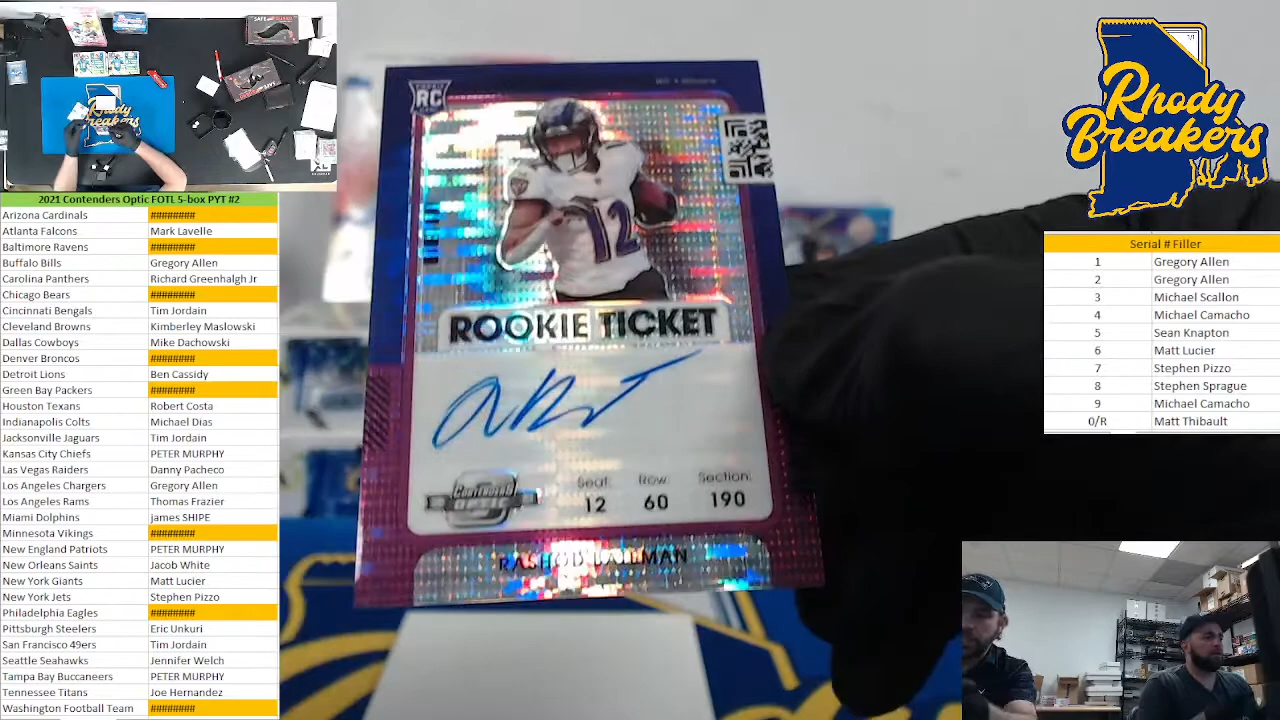 2021 Contenders Optic FOTL 5-box PYT #2
Arizona Cardinals ########
Atlanta Falcons Mark Lavelle
Baltimore Ravens ########
Buffalo Bills Gregory Allen
Carolina Panthers Richard Greenhalgh Jr
Chicago Bears ########
Cincinnati Bengals Tim Jordain
Cleveland Browns Kimberley Maslowski
Dallas Cowboys Mike Dachowski
Denver Broncos ########
Detroit Lions Ben Cassidy
Green Bay Packers ########
Houston Texans Robert Costa
Indianapolis Colts Michael Dias
Jacksonville Jaguars Tim Jordain
Kansas City Chiefs PETER MURPHY
Las Vegas Raiders Danny Pacheco
Los Angeles Chargers Gregory Allen
Los Angeles Rams Thomas Frazier
Miami Dolphins james SHIPE
Minnesota Vikings ########
New England Patriots PETER MURPHY
New Orleans Saints Jacob White
New York Giants Matt Lucier
New York Jets Stephen Pizzo
Philadelphia Eagles ########
Pittsburgh Steelers Eric Unkuri
San Francisco 49ers Tim Jordain
Seattle Seahawks Jennifer Welch
Tampa Bay Buccaneers PETER MURPHY
Tennessee Titans Joe Hernandez
Washington Football Team ########
RC
12
ROOKIE TICKET
CONTENDERS
OPTIC
Seat: Row: Section:
12 60 190
RASHOD BATEMAN
1/1
Rhody
Breakers
Serial # Filler
1 Gregory Allen
2 Gregory Allen
3 Michael Scallon
4 Michael Camacho
5 Sean Knapton
6 Matt Lucier
7 Stephen Pizzo
8 Stephen Sprague
9 Michael Camacho
0/R Matt Thibault
Rhody
Breakers